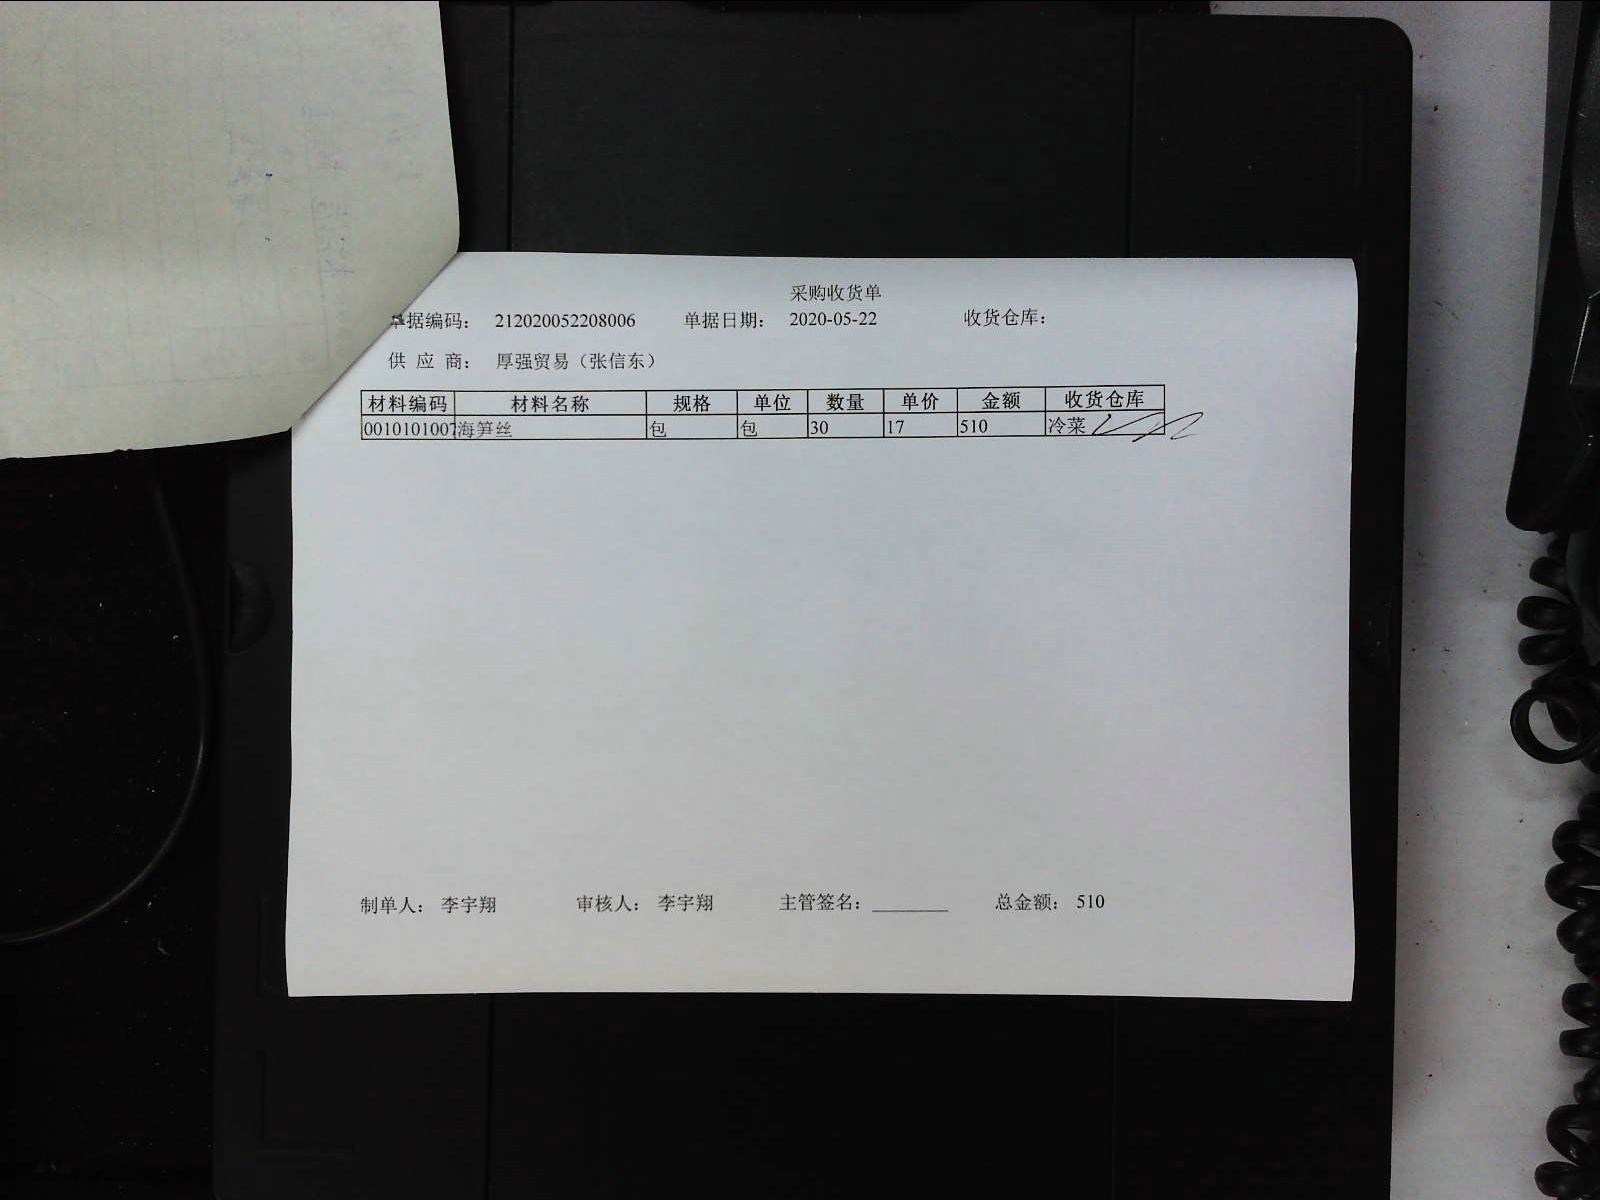 采购收货单
单据编码： 212020052208006 单据日期： 2020-05-22 收货仓库：
供 应 商： 厚强贸易（张信东）
材料编码 材料名称 规格 单位 数量 单价 金额 收货仓库
0010101007 海笋丝 包 包 30 17 510 冷菜
制单人： 李宇翔 审核人： 李宇翔 主管签名：________ 总金额： 510